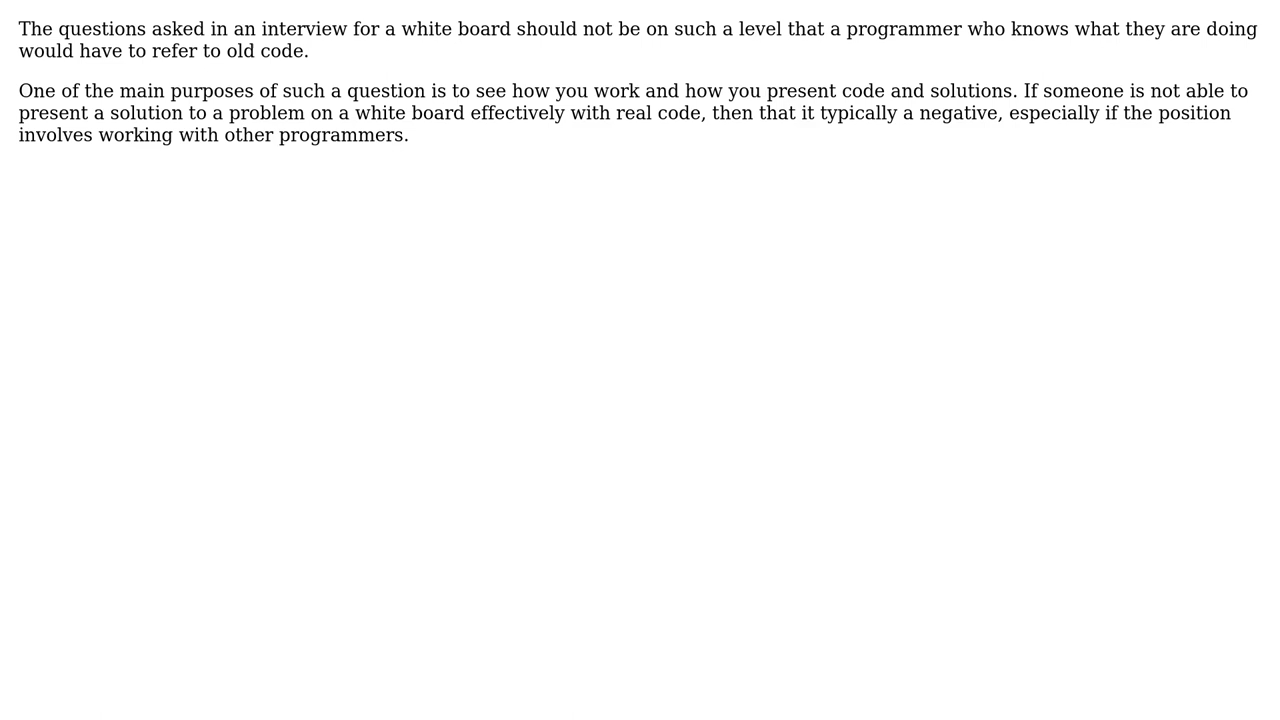 The questions asked in an interview for a white board should not be on such a level that a programmer who knows what they are doing
would have to refer to old code.
One of the main purposes of such a question is to see how you work and how you present code and solutions. If someone is not able to
present a solution to a problem on a white board effectively with real code, then that it typically a negative, especially if the position
involves working with other programmers.